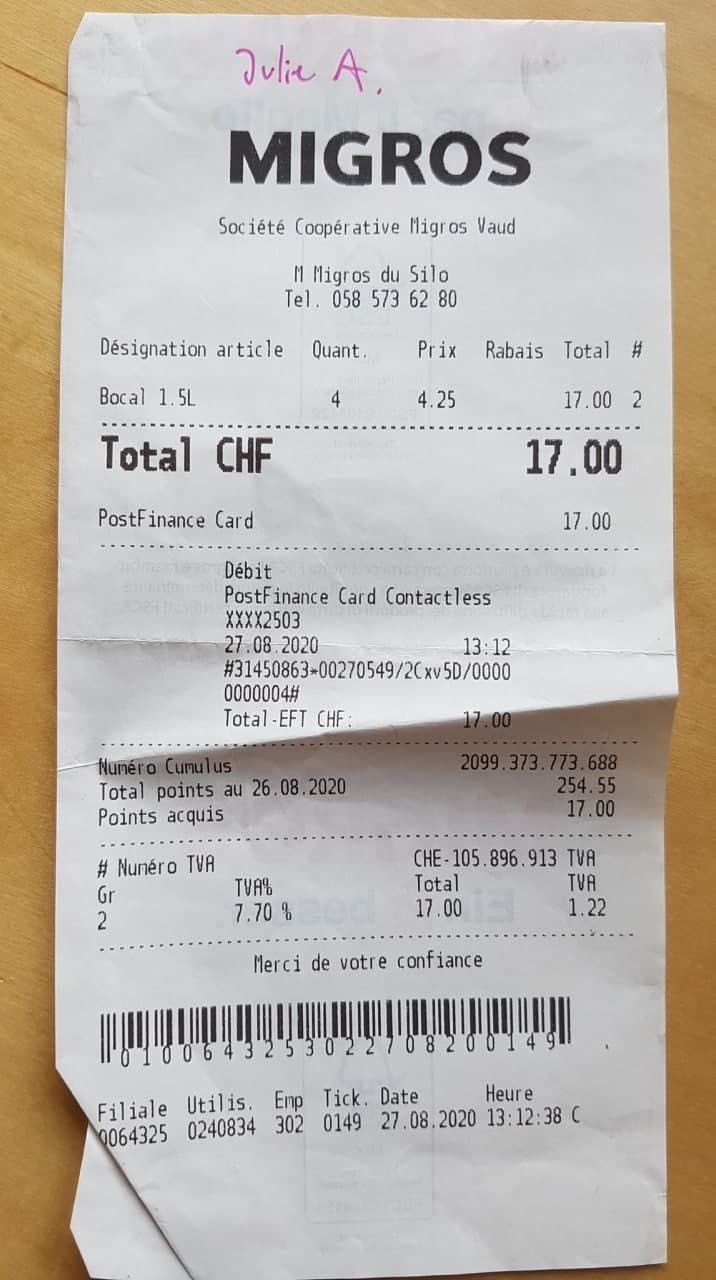 Julie A.
MIGROS
Société Coopérative Migros Vaud
M Migros du Silo
Tel. 058 573 62 80
Désignation article Quant. Prix Rabais Total #
Bocal 1.5L 4 4.25 17.00 2
Total CHF 17.00
PostFinance Card 17.00
Débit
PostFinance Card Contactless
XXXX2503
27.08.2020 13:12
#31450863*00270549/2Cxv5D/0000
0000004#
Total-EFT CHF: 17.00
Numéro Cumulus 2099.373.773.688
Total points au 26.08.2020 254.55
Points acquis 17.00
# Numéro TVA CHE-105.896.913 TVA
Gr TVA% Total TVA
2 7.70 % 17.00 1.22
Merci de votre confiance
0100643253022708200149
Filiale Utilis. Emp Tick. Date Heure
0064325 0240834 302 0149 27.08.2020 13:12:38 C